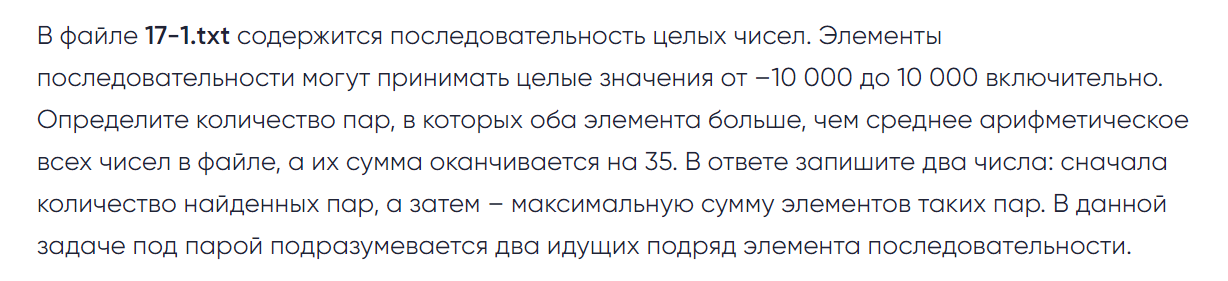 В файле 17-1.txt содержится последовательность целых чисел. Элементы
последовательности могут принимать целые значения от –10 000 до 10 000 включительно.
Определите количество пар, в которых оба элемента больше, чем среднее арифметическое
всех чисел в файле, а их сумма оканчивается на 35. В ответе запишите два числа: сначала
количество найденных пар, а затем – максимальную сумму элементов таких пар. В данной
задаче под парой подразумевается два идущих подряд элемента последовательности.